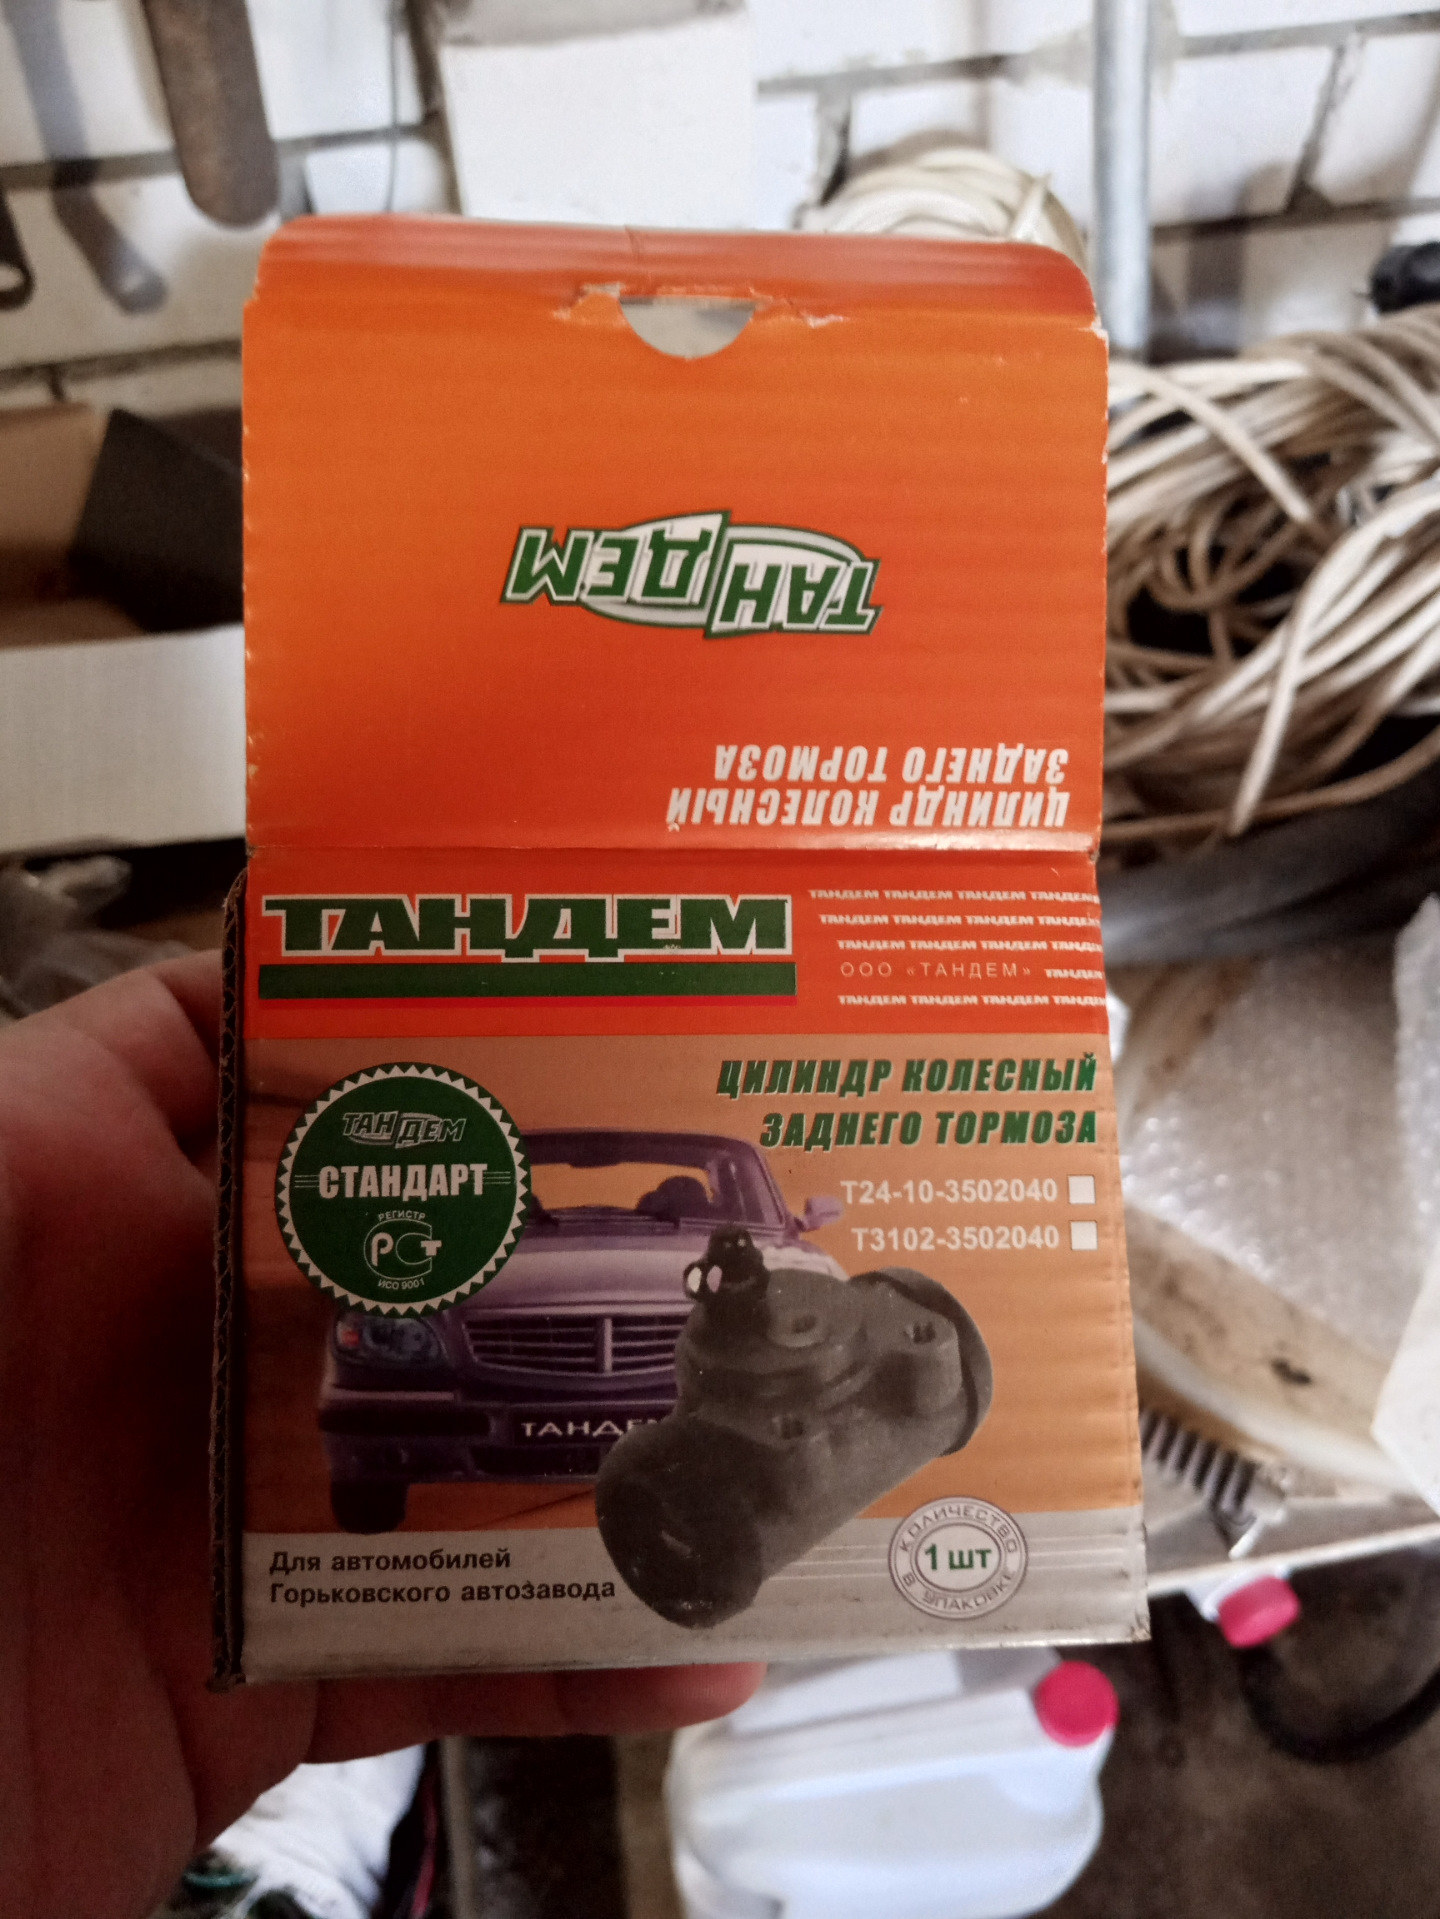 ТАНДЕМ
ЦИЛИНДР КОЛЕСНЫЙ
ЗАДНЕГО ТОРМОЗА
ТАНДЕМ
ТАНДЕМ ТАНДЕМ ТАНДЕМ ТАНДЕМ
ТАНДЕМ ТАНДЕМ ТАНДЕМ ТАНДЕМ
ТАНДЕМ ТАНДЕМ ТАНДЕМ ТАНДЕ
ООО «ТАНДЕМ» ТАНДЕМ
ТАНДЕМ ТАНДЕМ ТАНДЕМ ТАНДЕМ
ЦИЛИНДР КОЛЕСНЫЙ
ЗАДНЕГО ТОРМОЗА
Т24-10-3502040
Т3102-3502040
ТАНДЕМ
СТАНДАРТ
РЕГИСТР
РСТ
ИСО 9001
ТАНДЕМ
Для автомобилей
Горьковского автозавода
КОЛИЧЕСТВО
1 шт
В УПАКОВКЕ